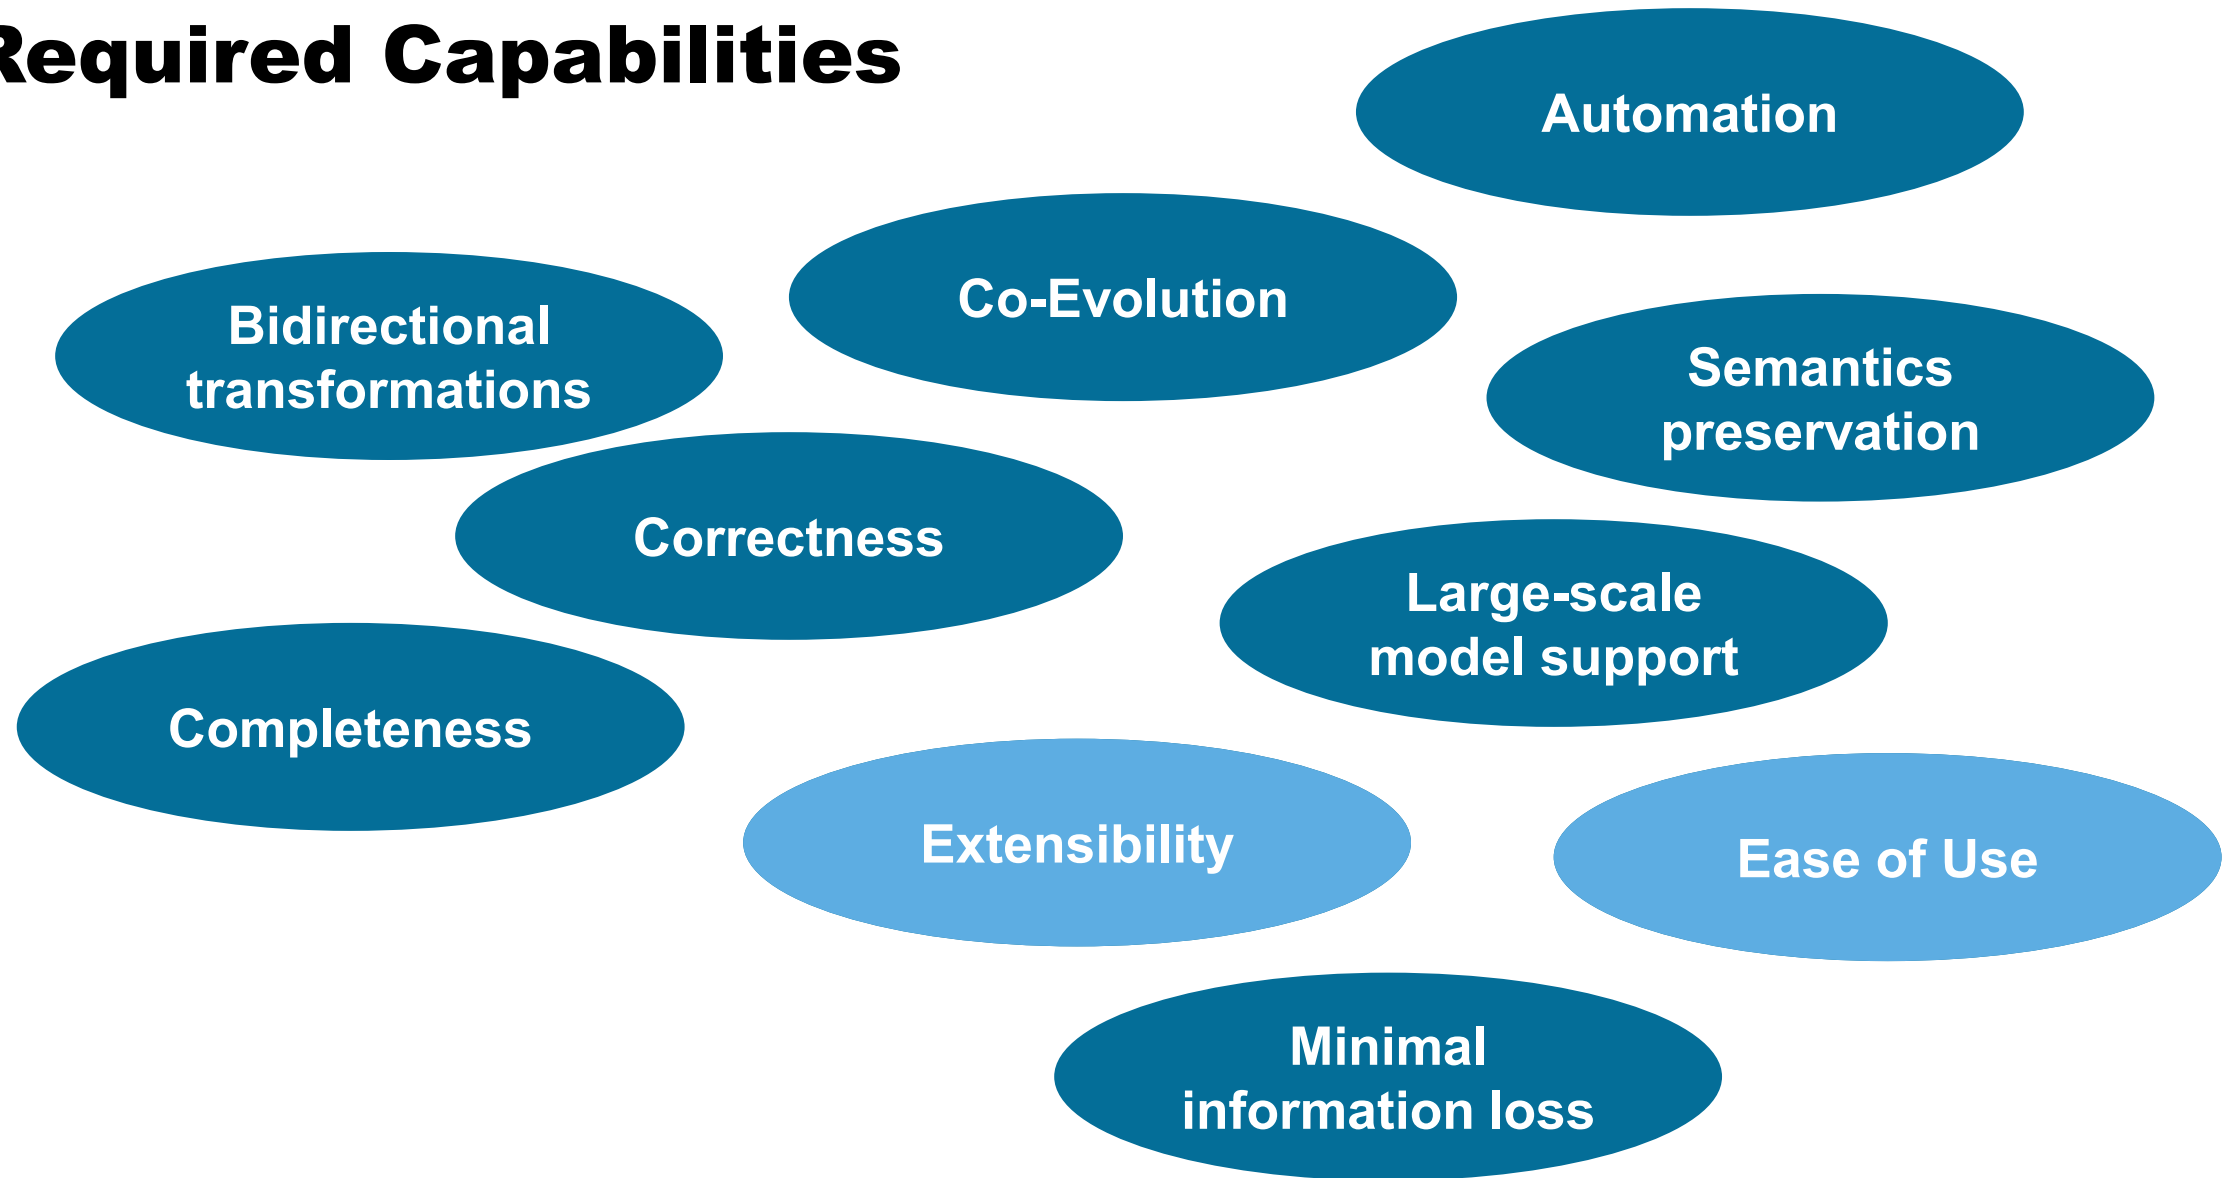 Required Capabilities
Automation
Co-Evolution
Bidirectional
transformations
Semantics
preservation
Correctness
Large-scale
model support
Completeness
Extensibility
Ease of Use
Minimal
information loss